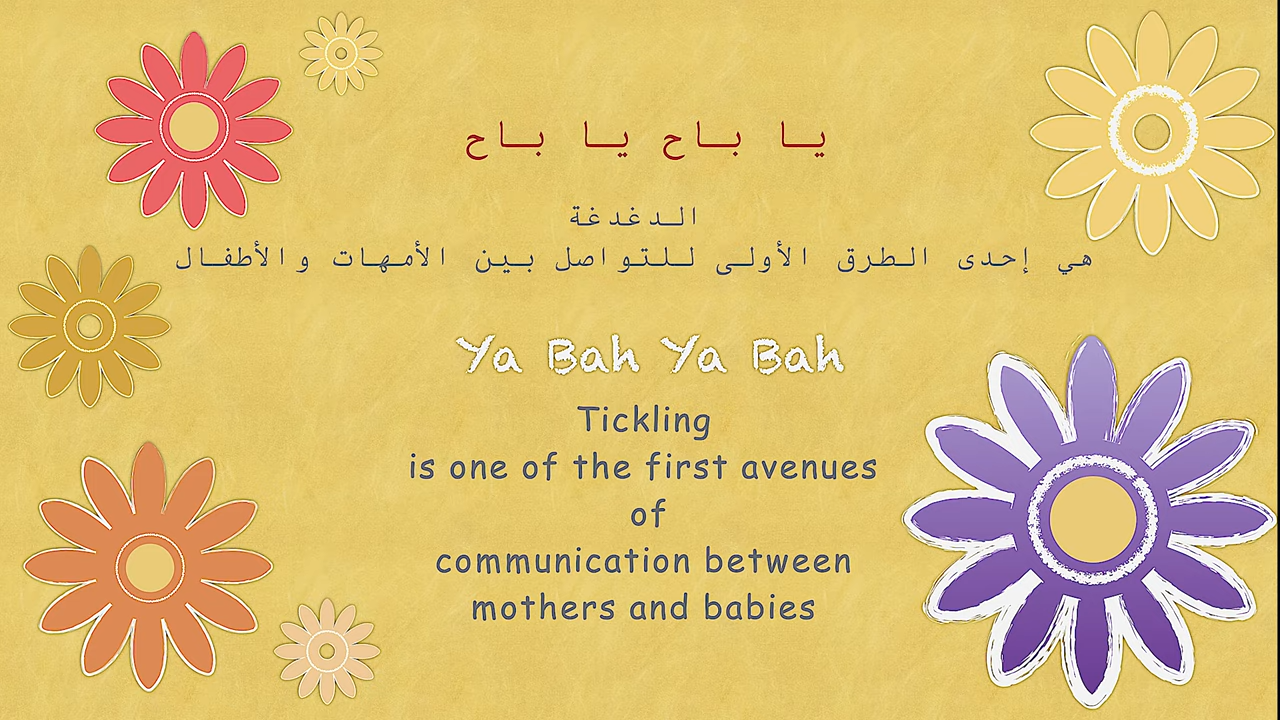 يا باح يا باح
الدغدغة
هي إحدى الطرق الأولى للتواصل بين الأمهات والأطفال
Ya Bah Ya Bah
Tickling
is one of the first avenues
of
communication between
mothers and babies